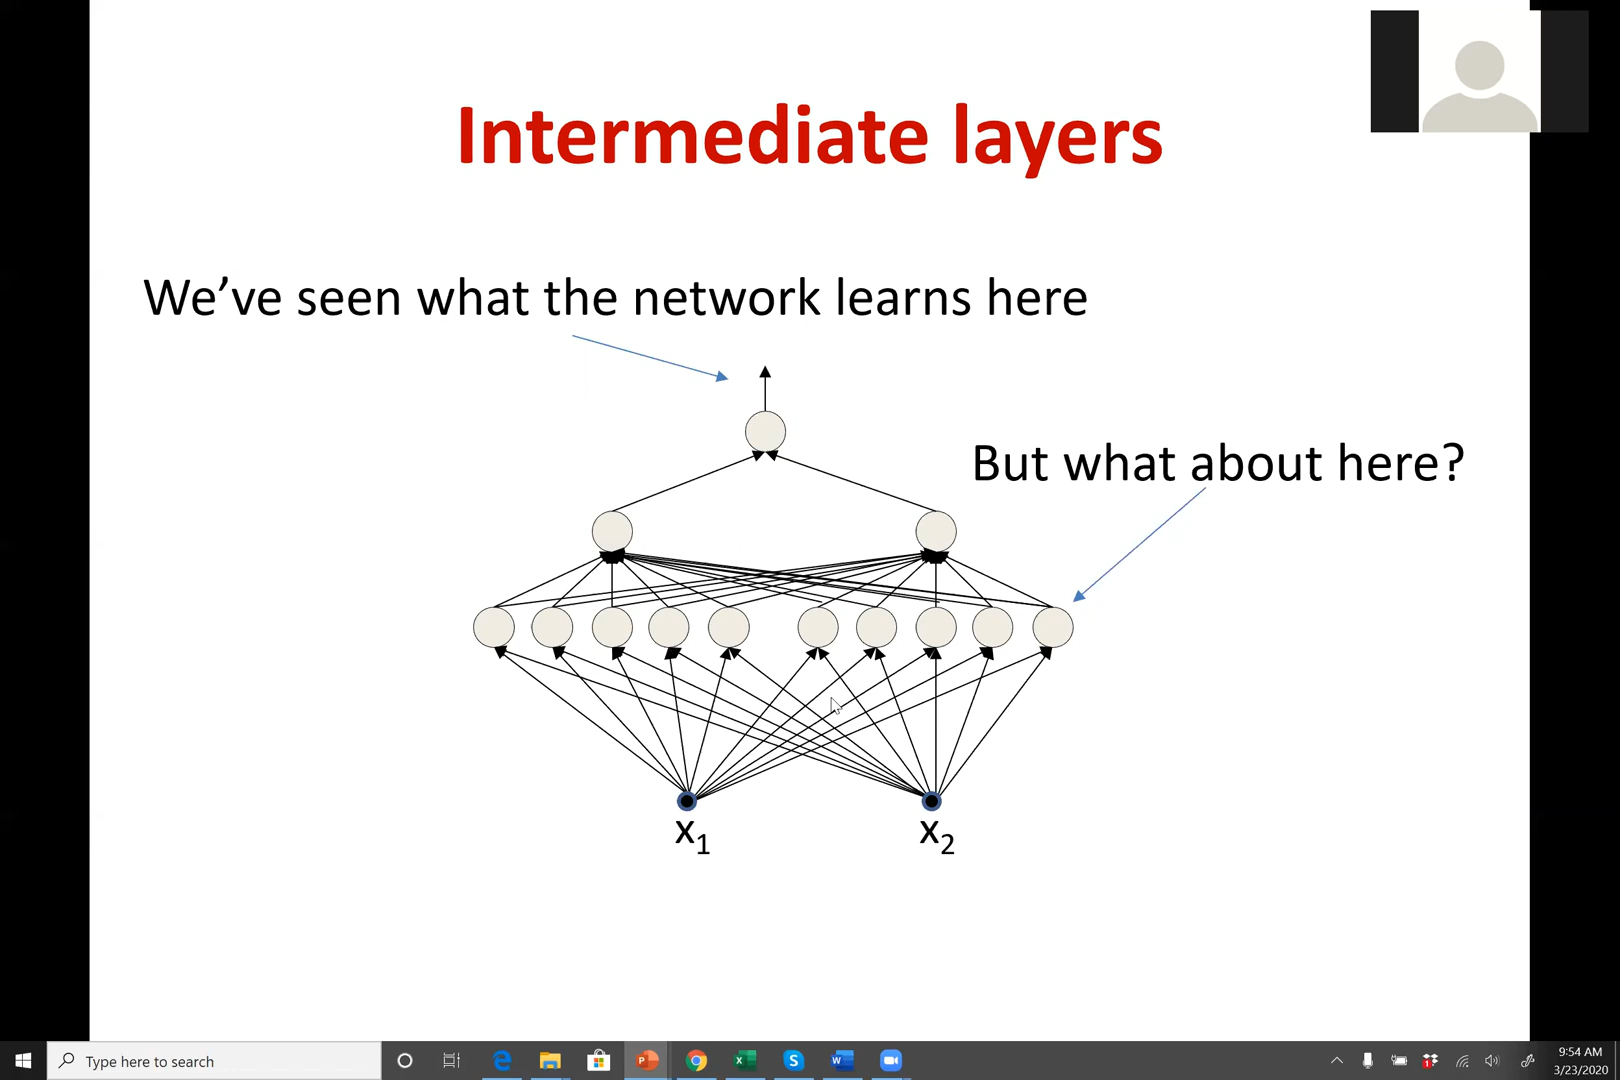 Intermediate layers
We’ve seen what the network learns here
But what about here?
x1
x2
Type here to search
9:54 AM
3/23/2020